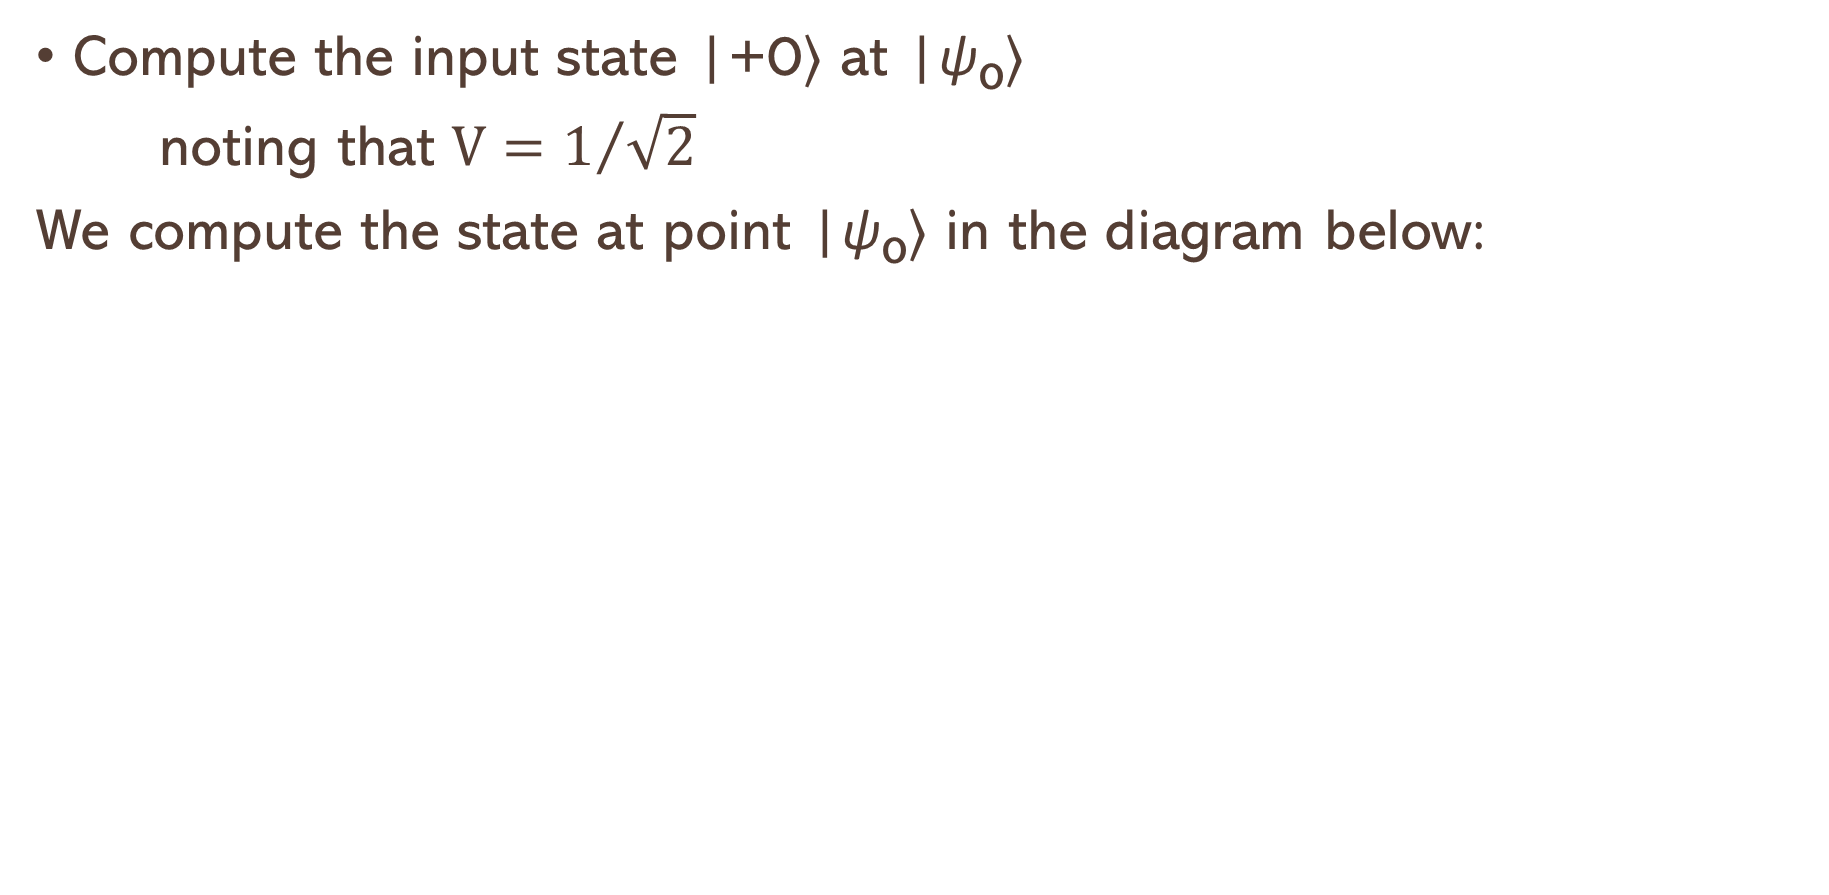 • Compute the input state |+0⟩ at |ψ₀⟩
noting that V = 1/√2
We compute the state at point |ψ₀⟩ in the diagram below: